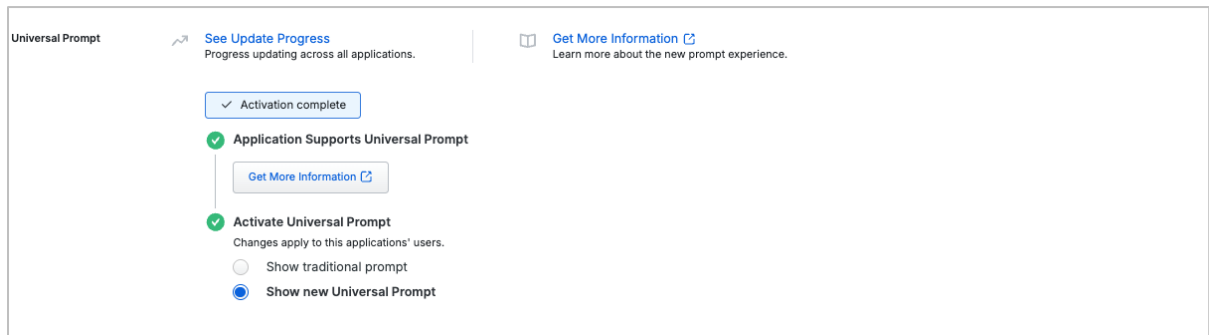 Universal Prompt
See Update Progress
Progress updating across all applications.
Get More Information
Learn more about the new prompt experience.
Activation complete
Application Supports Universal Prompt
Get More Information
Activate Universal Prompt
Changes apply to this applications' users.
Show traditional prompt
Show new Universal Prompt